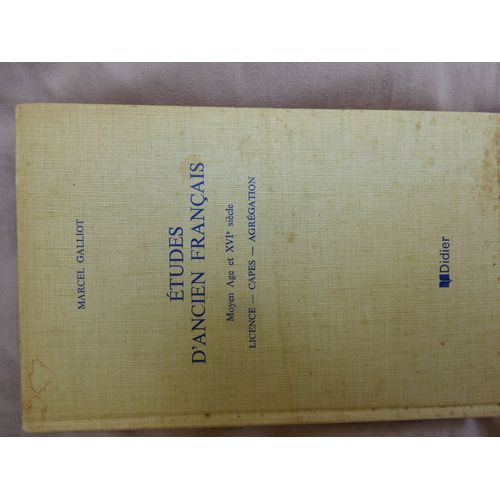 MARCEL GALLIOT
ÉTUDES
D'ANCIEN FRANÇAIS
Moyen Age et XVIe siècle
LICENCE — CAPES — AGRÉGATION
Didier